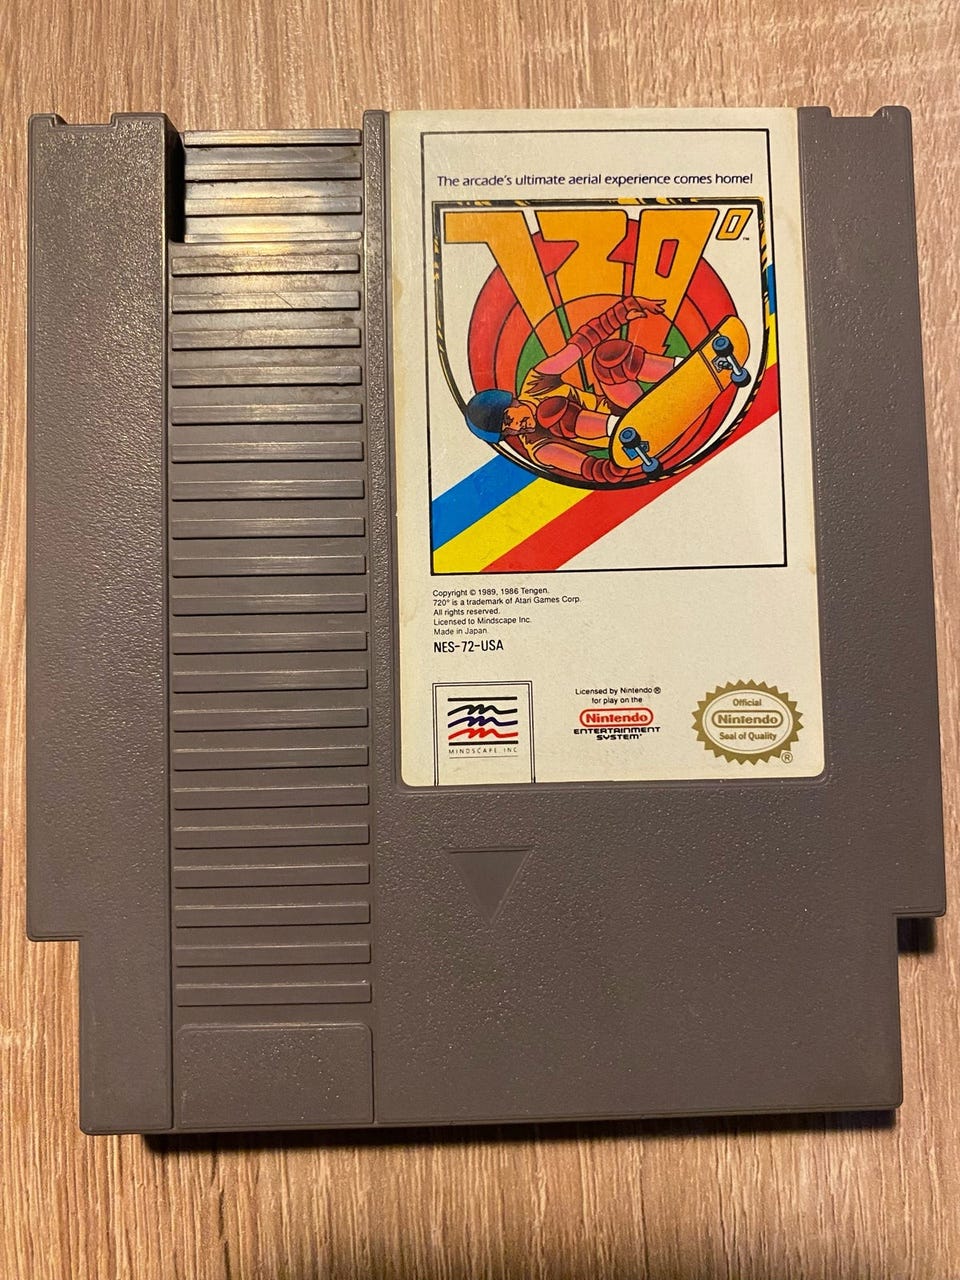 The arcade's ultimate aerial experience comes home!
720°™
Copyright © 1989, 1986 Tengen.
720° is a trademark of Atari Games Corp.
All rights reserved.
Licensed to Mindscape Inc.
Made in Japan
NES-72-USA
MINDSCAPE INC
Licensed by Nintendo®
for play on the
Nintendo
ENTERTAINMENT
SYSTEM®
Official
Nintendo
Seal of Quality
®